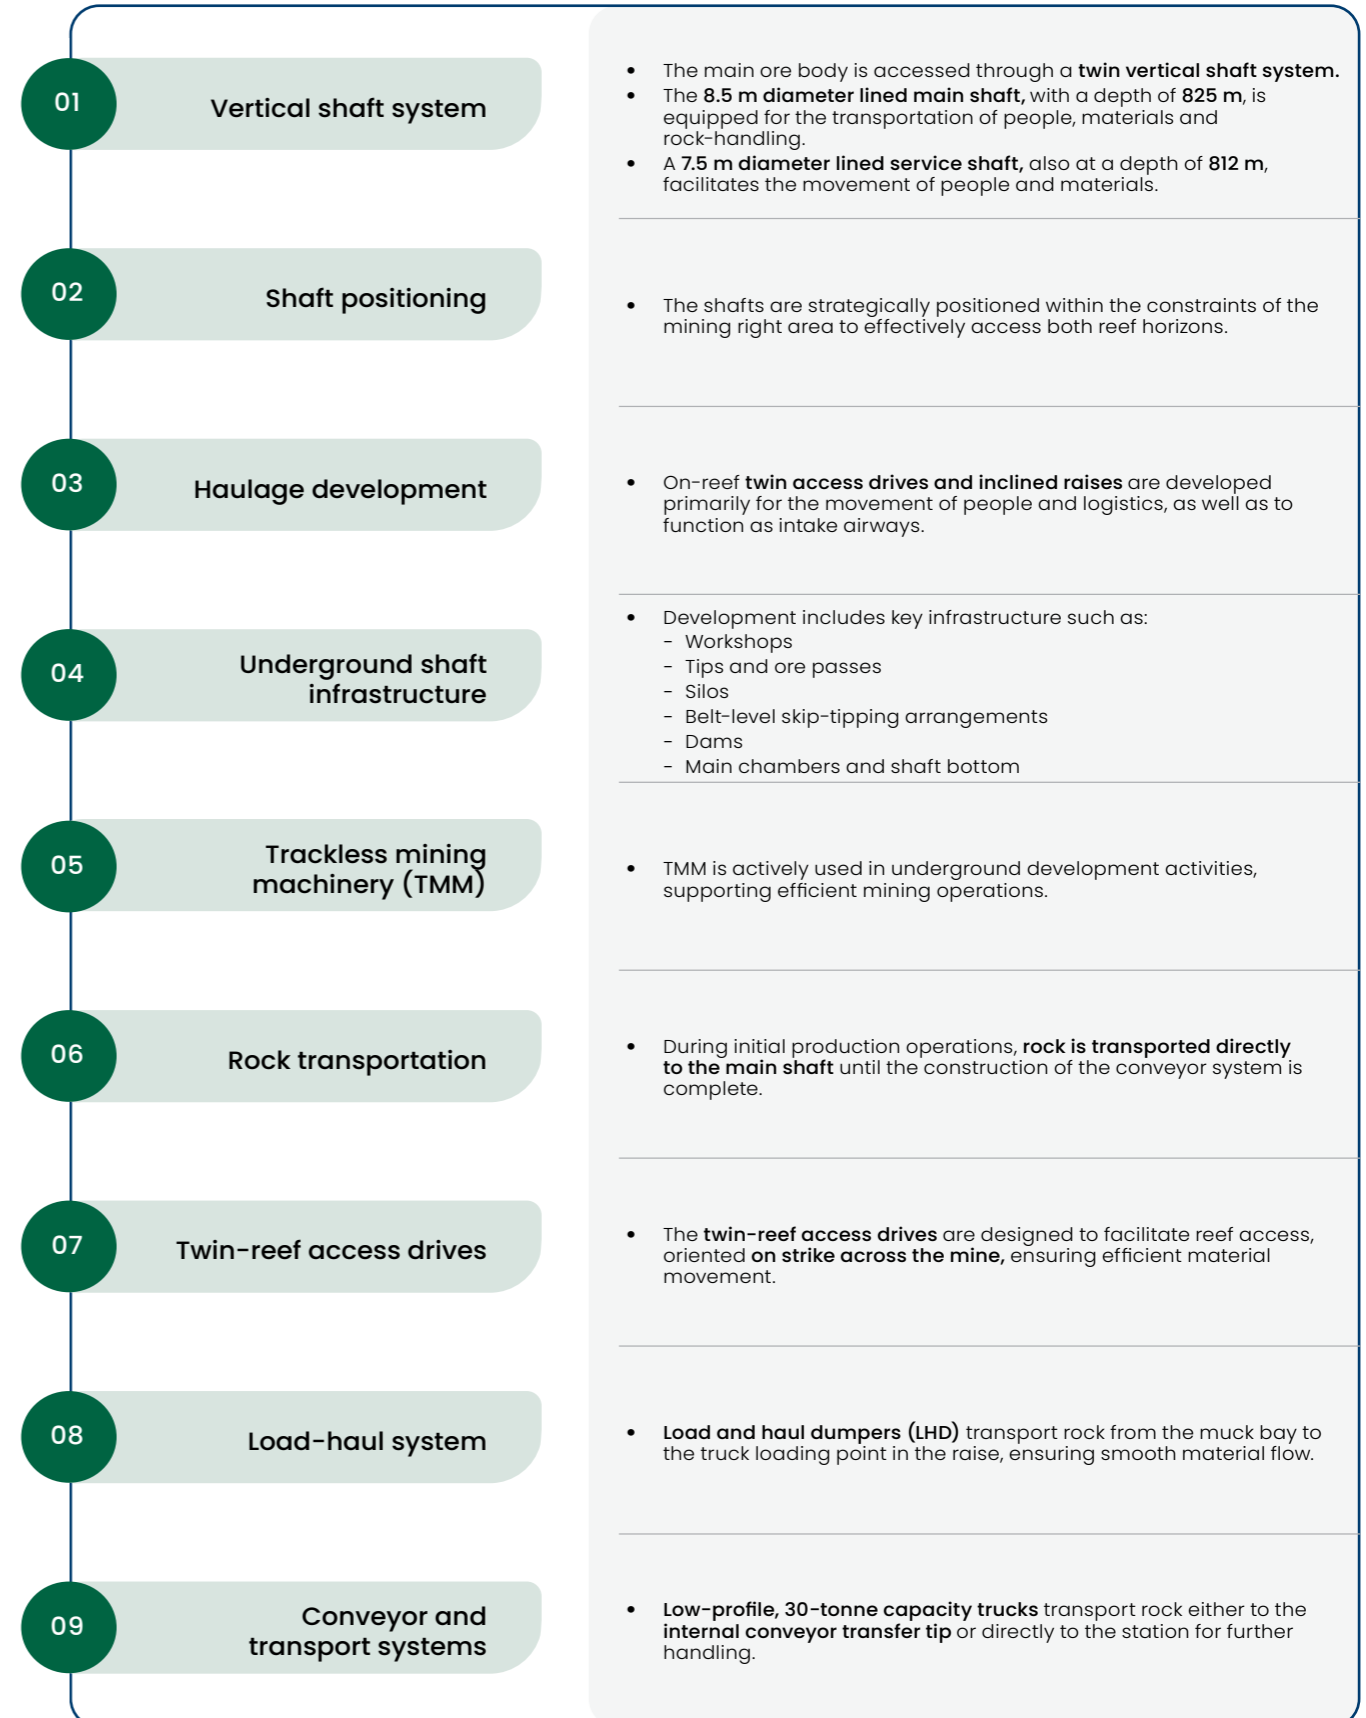 01
Vertical shaft system
• The main ore body is accessed through a twin vertical shaft system.
• The 8.5 m diameter lined main shaft, with a depth of 825 m, is
equipped for the transportation of people, materials and
rock-handling.
• A 7.5 m diameter lined service shaft, also at a depth of 812 m,
facilitates the movement of people and materials.
02
Shaft positioning
• The shafts are strategically positioned within the constraints of the
mining right area to effectively access both reef horizons.
03
Haulage development
• On-reef twin access drives and inclined raises are developed
primarily for the movement of people and logistics, as well as to
function as intake airways.
04
Underground shaft
infrastructure
• Development includes key infrastructure such as:
- Workshops
- Tips and ore passes
- Silos
- Belt-level skip-tipping arrangements
- Dams
- Main chambers and shaft bottom
05
Trackless mining
machinery (TMM)
• TMM is actively used in underground development activities,
supporting efficient mining operations.
06
Rock transportation
• During initial production operations, rock is transported directly
to the main shaft until the construction of the conveyor system is
complete.
07
Twin-reef access drives
• The twin-reef access drives are designed to facilitate reef access,
oriented on strike across the mine, ensuring efficient material
movement.
08
Load-haul system
• Load and haul dumpers (LHD) transport rock from the muck bay to
the truck loading point in the raise, ensuring smooth material flow.
09
Conveyor and
transport systems
• Low-profile, 30-tonne capacity trucks transport rock either to the
internal conveyor transfer tip or directly to the station for further
handling.